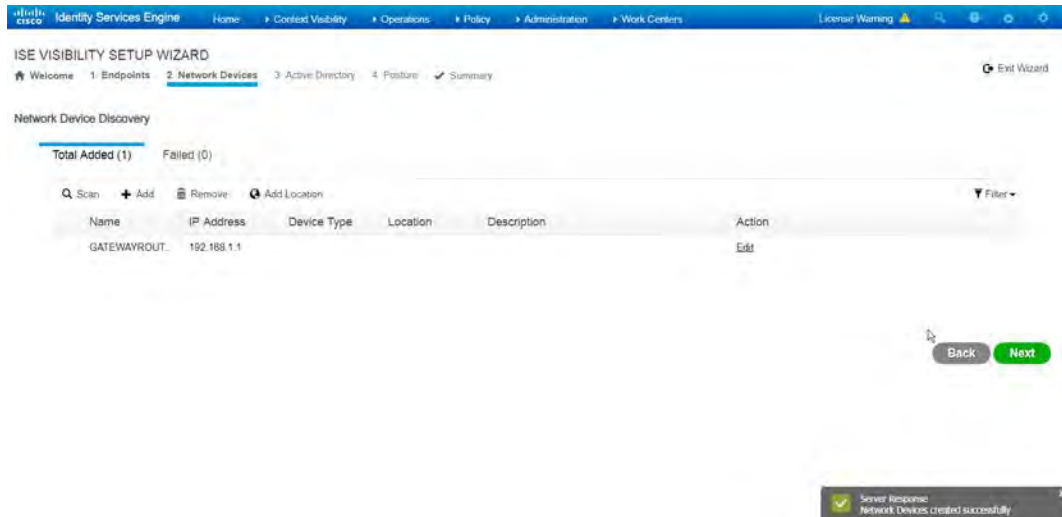 cisco Identity Services Engine Home Context Visibility Operations Policy Administration Work Centers License Warning
ISE VISIBILITY SETUP WIZARD
Welcome 1 Endpoints 2 Network Devices 3 Active Directory 4 Posture Summary Exit Wizard
Network Device Discovery
Total Added (1) Failed (0)
Scan Add Remove Add Location Filter
Name IP Address Device Type Location Description Action
GATEWAYROUT... 192.168.1.1 Edit
Back Next
Server Response
Network Devices created successfully